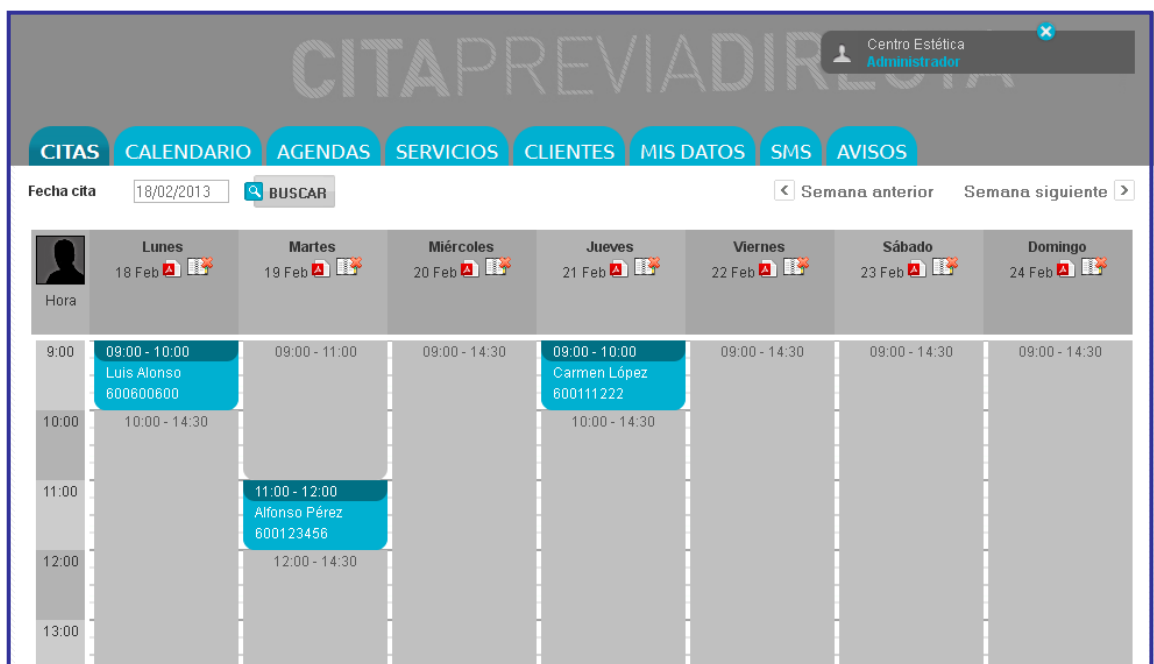 CITAPREVIADIRECTA
Centro Estética
Administrador
CITAS CALENDARIO AGENDAS SERVICIOS CLIENTES MIS DATOS SMS AVISOS
Fecha cita 18/02/2013 BUSCAR Semana anterior Semana siguiente
Lunes Martes Miércoles Jueves Viernes Sábado Domingo
18 Feb 19 Feb 20 Feb 21 Feb 22 Feb 23 Feb 24 Feb
Hora
9:00 09:00 - 10:00 09:00 - 11:00 09:00 - 14:30 09:00 - 10:00 09:00 - 14:30 09:00 - 14:30 09:00 - 14:30
Luis Alonso Carmen López
600600600 600111222
10:00 10:00 - 14:30 10:00 - 14:30
11:00 11:00 - 12:00
Alfonso Pérez
600123456
12:00 12:00 - 14:30
13:00